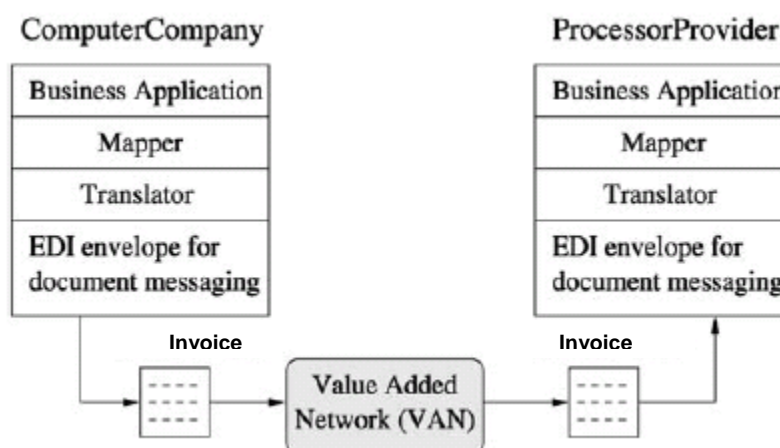 ComputerCompany
Business Application
Mapper
Translator
EDI envelope for
document messaging
ProcessorProvider
Business Application
Mapper
Translator
EDI envelope for
document messaging
Invoice
Value Added
Network (VAN)
Invoice